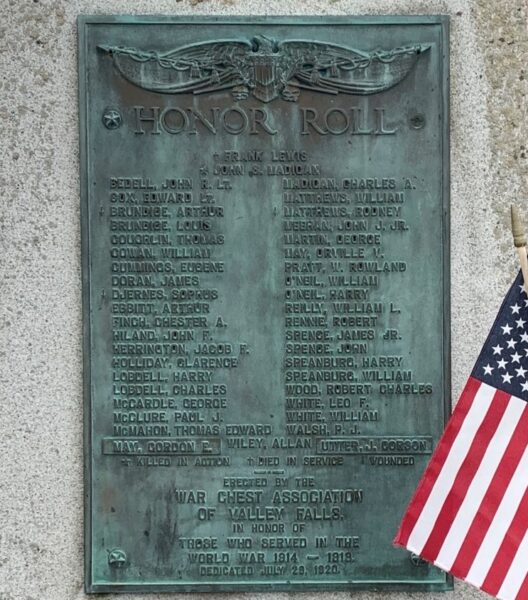 HONOR ROLL
† FRANK LEWIS
* JOHN S. MADIGAN
BEDELL, JOHN R. LT.
COX, EDWARD LT.
BRUNDIGE, ARTHUR
BRUNDIGE, LOUIS
COUGHLIN, THOMAS
COWAN, WILLIAM
CUMMINGS, EUGENE
DORAN, JAMES
DJERNES, SOPHUS
EGBITT, ARTHUR
FINCH, CHESTER A.
HILAND, JOHN F.
HERRINGTON, JACOB F.
HOLLIDAY, CLARENCE
LOBDELL, HARRY
LOBDELL, CHARLES
MCCARDLE, GEORGE
MCCLURE, PAUL J.
MCMAHON, THOMAS EDWARD
MAY, GORDON E.
MADIGAN, CHARLES A.
MATTHEWS, WILLIAM
MATTHEWS, RODNEY
MEEHAN, JOHN J. JR.
MARTIN, GEORGE
MAY, ORVILLE V.
PRATT, W. ROWLAND
O'NEIL, WILLIAM
O'NEIL, HARRY
REILLY, WILLIAM L.
RENNIE, ROBERT
SPENCE, JAMES JR.
SPENCE, JOHN
SPEANBURG, HARRY
SPEANBURG, WILLIAM
WOOD, ROBERT CHARLES
WHITE, LEO F.
WHITE, WILLIAM
WALSH, P. J.
WILEY, ALLAN
UTTER, J. CORSON
KILLED IN ACTION DIED IN SERVICE WOUNDED
ERECTED BY THE
WAR CHEST ASSOCIATION
OF VALLEY FALLS,
IN HONOR OF
THOSE WHO SERVED IN THE
WORLD WAR 1914 — 1918.
DEDICATED JULY 29, 1920.